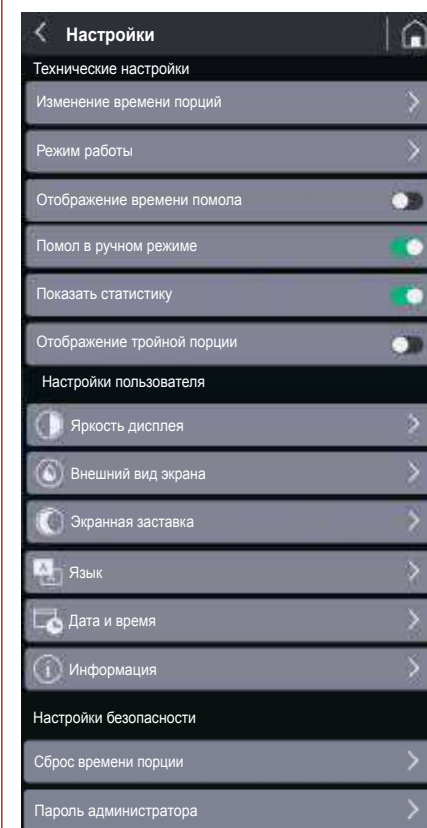 Настройки
Технические настройки
Изменение времени порций
Режим работы
Отображение времени помола
Помол в ручном режиме
Показать статистику
Отображение тройной порции
Настройки пользователя
Яркость дисплея
Внешний вид экрана
Экранная заставка
Язык
Дата и время
Информация
Настройки безопасности
Сброс времени порции
Пароль администратора